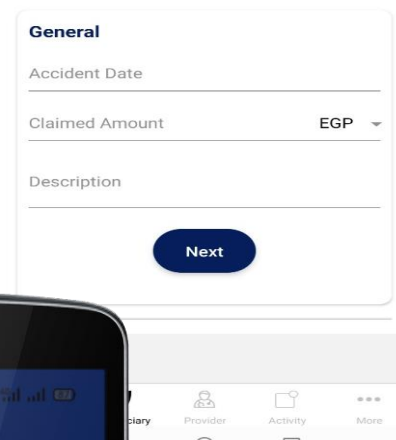 General
Accident Date
Claimed Amount EGP
Description
Next
ciary Provider Activity More